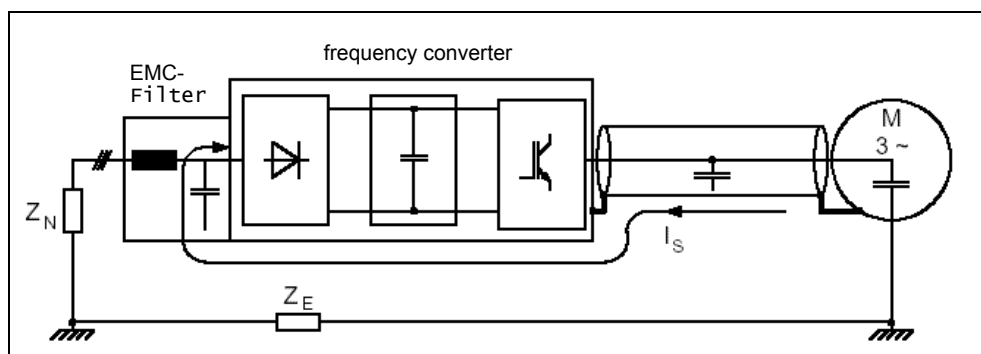 frequency converter
EMC-
Filter
M
3 ~
Z_N
I_S
Z_E